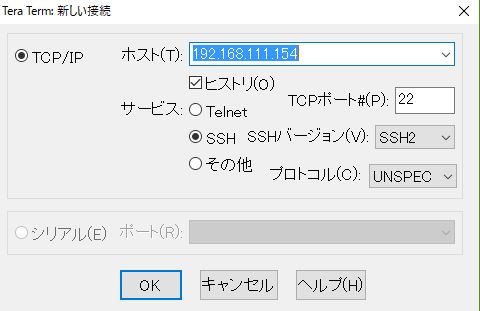 Tera Term: 新しい接続
TCP/IP
ホスト(T): 192.168.111.154
ヒストリ(O)
サービス: Telnet
TCPポート#(P): 22
SSH
SSHバージョン(V): SSH2
その他
プロトコル(C): UNSPEC
シリアル(E)
ポート(R):
OK
キャンセル
ヘルプ(H)